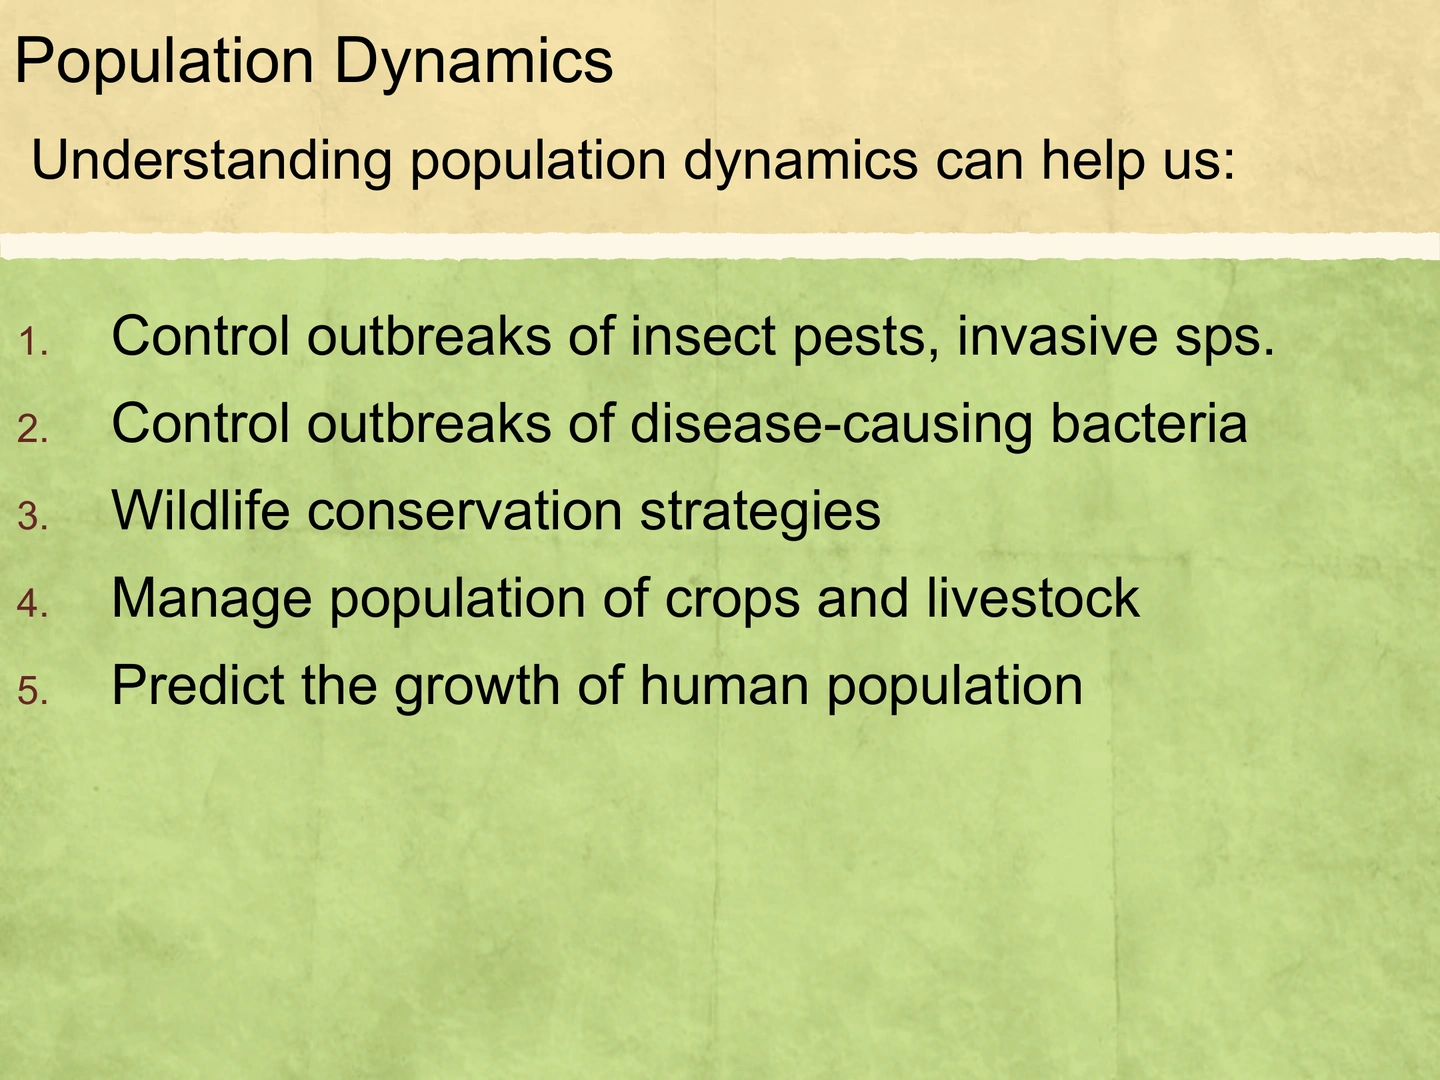 Population Dynamics
Understanding population dynamics can help us:
1. Control outbreaks of insect pests, invasive sps.
2. Control outbreaks of disease-causing bacteria
3. Wildlife conservation strategies
4. Manage population of crops and livestock
5. Predict the growth of human population